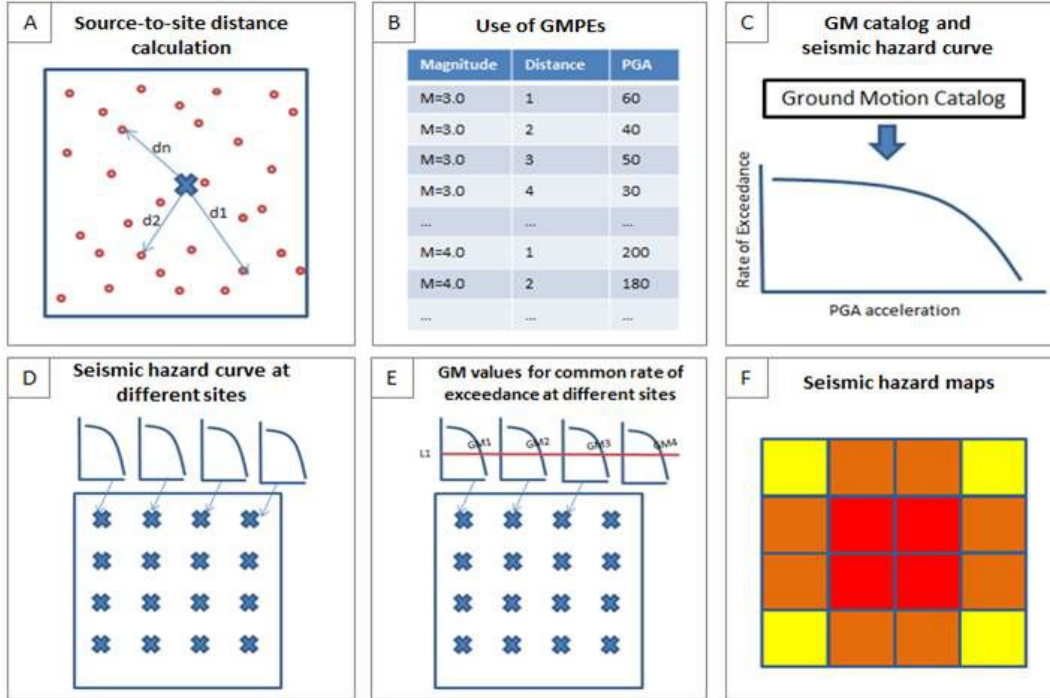 A
Source-to-site distance
calculation
dn
d2
d1
B
Use of GMPEs
Magnitude Distance PGA
M=3.0 1 60
M=3.0 2 40
M=3.0 3 50
M=3.0 4 30
... ... ...
M=4.0 1 200
M=4.0 2 180
... ... ...
C
GM catalog and
seismic hazard curve
Ground Motion Catalog
Rate of Exceedance
PGA acceleration
D
Seismic hazard curve at
different sites
E
GM values for common rate of
exceedance at different sites
L1
GM1
GM2
GM3
GM4
F
Seismic hazard maps